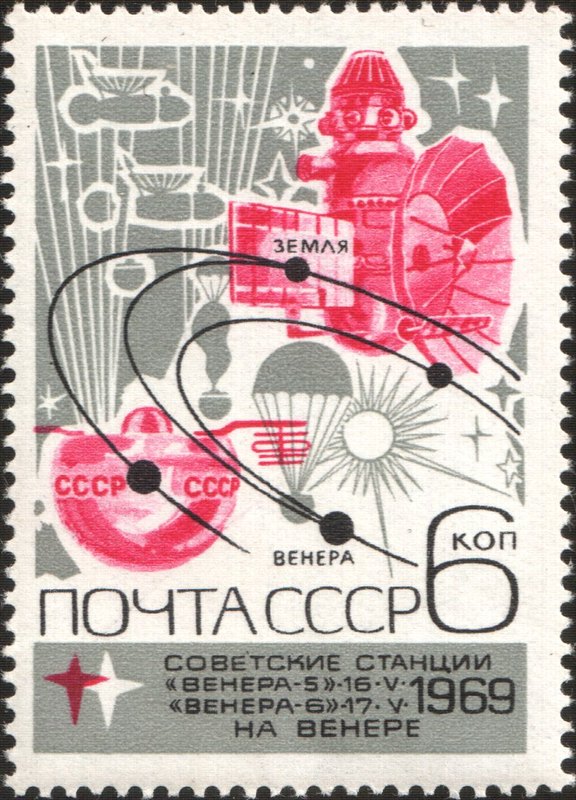 ЗЕМЛЯ
СССР СССР
ВЕНЕРА
КОП
ПОЧТА СССР 6
СОВЕТСКИЕ СТАНЦИИ
«ВЕНЕРА-5»·16·V·
«ВЕНЕРА-6»·17·V· 1969
НА ВЕНЕРЕ